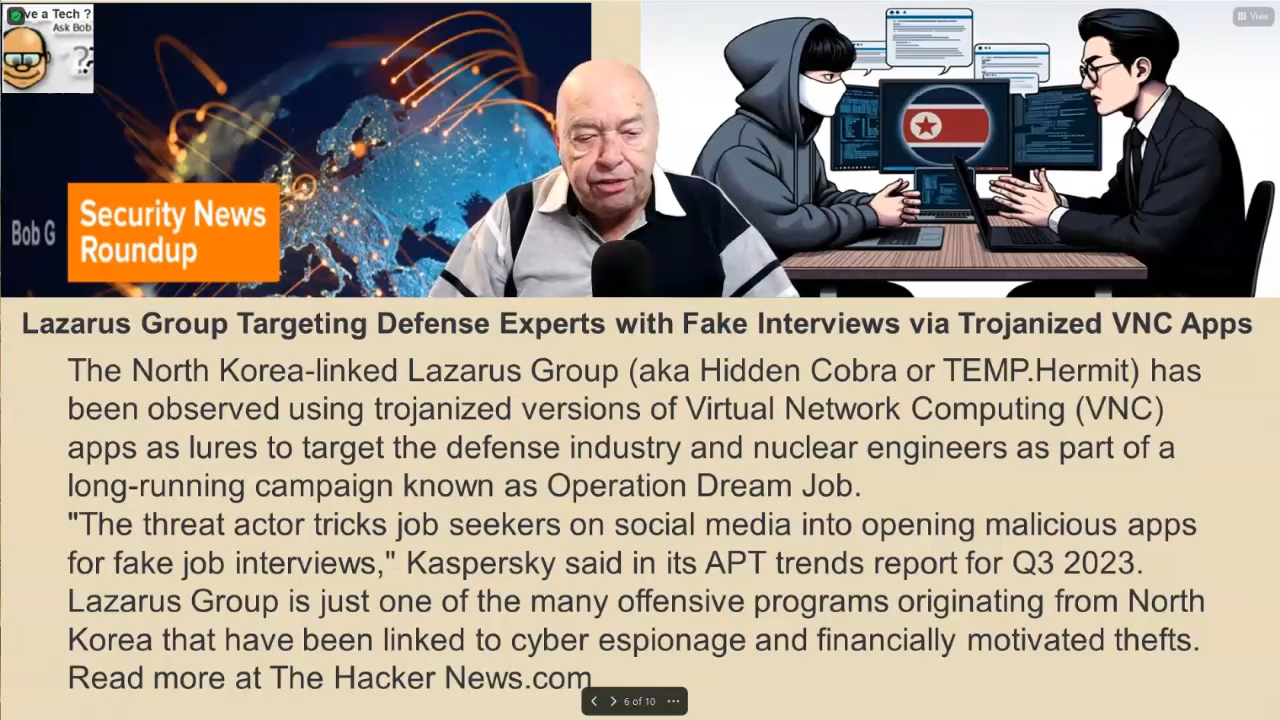 ve a Tech ?
Ask Bob.
??
View
Bob G
Security News
Roundup
Lazarus Group Targeting Defense Experts with Fake Interviews via Trojanized VNC Apps
The North Korea-linked Lazarus Group (aka Hidden Cobra or TEMP.Hermit) has
been observed using trojanized versions of Virtual Network Computing (VNC)
apps as lures to target the defense industry and nuclear engineers as part of a
long-running campaign known as Operation Dream Job.
"The threat actor tricks job seekers on social media into opening malicious apps
for fake job interviews," Kaspersky said in its APT trends report for Q3 2023.
Lazarus Group is just one of the many offensive programs originating from North
Korea that have been linked to cyber espionage and financially motivated thefts.
Read more at The Hacker News.com
6 of 10